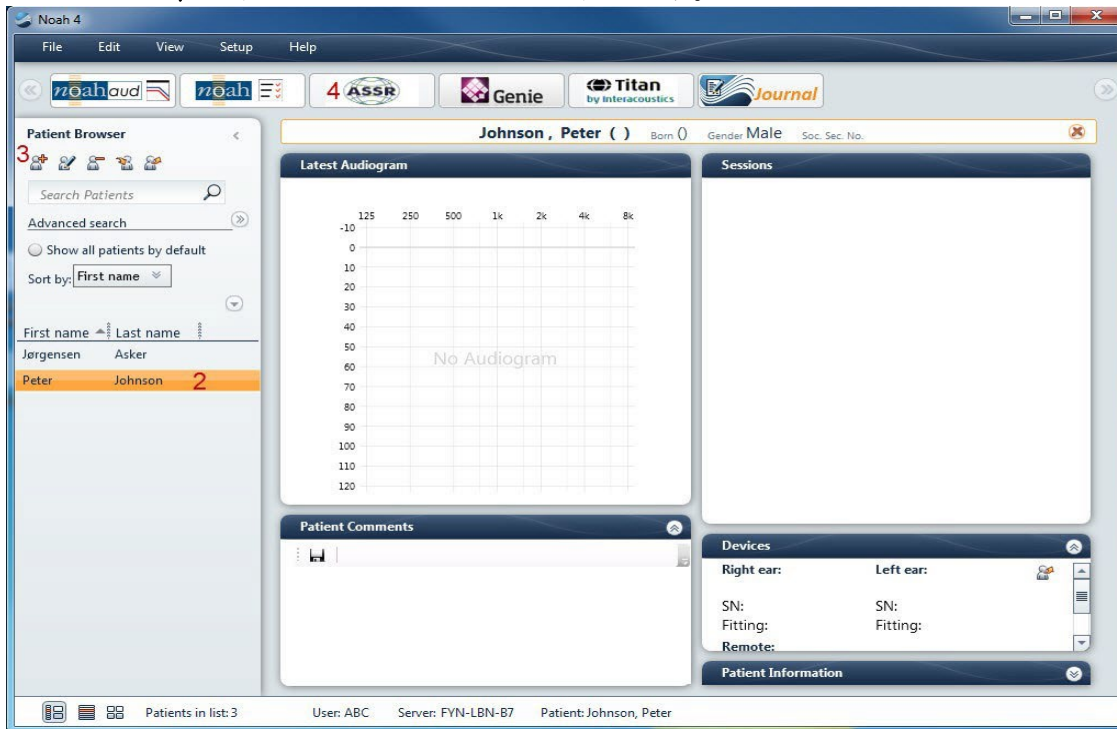 Noah 4
File Edit View Setup Help
noah aud noah 4 ASSR Genie Titan by Interacoustics Journal
Patient Browser
3
Search Patients
Advanced search
Show all patients by default
Sort by: First name
First name Last name
Jørgensen Asker
Peter Johnson 2
Johnson , Peter ( ) Born () Gender Male Soc. Sec. No.
Latest Audiogram
125 250 500 1k 2k 4k 8k
-10
0
10
20
30
40
50
60
70
80
90
100
110
120
No Audiogram
Patient Comments
Sessions
Devices
Right ear: Left ear:
SN: SN:
Fitting: Fitting:
Remote:
Patient Information
Patients in list: 3 User: ABC Server: FYN-LBN-B7 Patient: Johnson, Peter